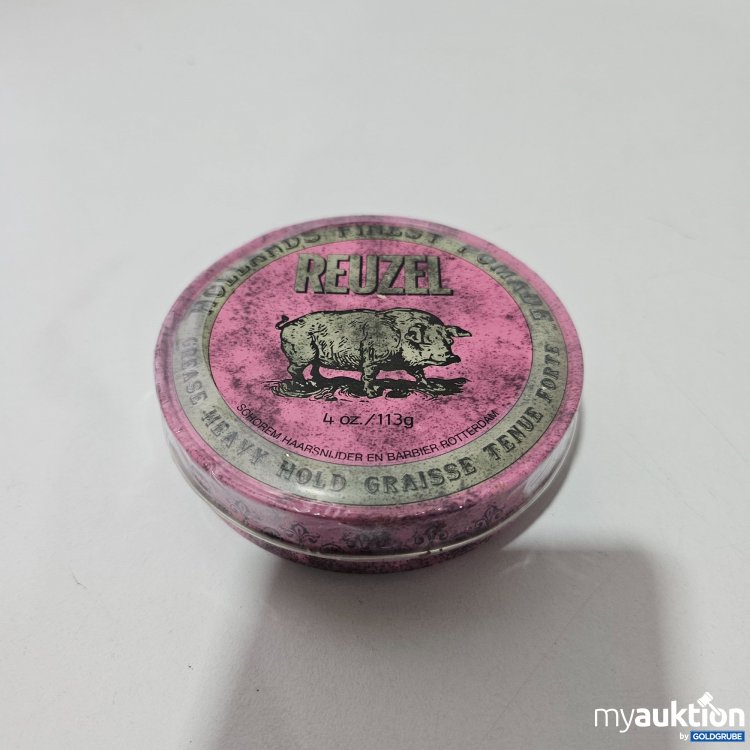 HOLLANDS FINEST POMADE
REUZEL
4 oz./113g
SCHOREM HAARSNIJDER EN BARBIER ROTTERDAM
GREASE HEAVY HOLD GRAISSE TENUE FORTE
myauktion
by GOLDGRUBE